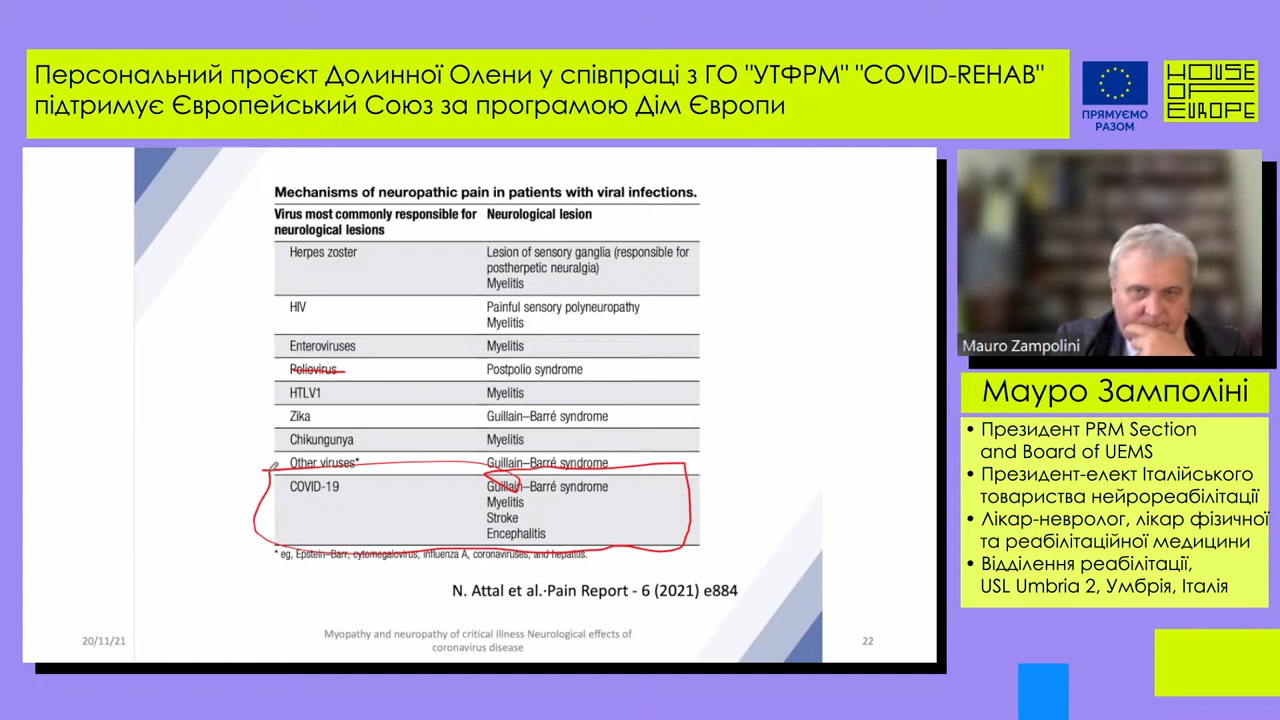 Персональний проєкт Долинної Олени у співпраці з ГО "УТФРМ" "COVID-REHAB"
підтримує Європейський Союз за програмою Дім Європи
ПРЯМУЄМО
РАЗОМ
HOUSE
OF
EUROPE
Mechanisms of neuropathic pain in patients with viral infections.
Virus most commonly responsible for neurological lesions
Neurological lesion
Herpes zoster
Lesion of sensory ganglia (responsible for
postherpetic neuralgia)
Myelitis
HIV
Painful sensory polyneuropathy
Myelitis
Enteroviruses
Myelitis
Poliovirus
Postpolio syndrome
HTLV1
Myelitis
Zika
Guillain–Barré syndrome
Chikungunya
Myelitis
Other viruses*
Guillain–Barré syndrome
COVID-19
Guillain–Barré syndrome
Myelitis
Stroke
Encephalitis
* eg, Epstein–Barr, cytomegalovirus, influenza A, coronaviruses, and hepatitis.
N. Attal et al.·Pain Report - 6 (2021) e884
20/11/21
Myopathy and neuropathy of critical illness Neurological effects of
coronavirus disease
22
Mauro Zampolini
Мауро Замполіні
• Президент PRM Section
and Board of UEMS
• Президент-елект Італійського
товариства нейрореабілітації
• Лікар-невролог, лікар фізичної
та реабілітаційної медицини
• Відділення реабілітації,
USL Umbria 2, Умбрія, Італія